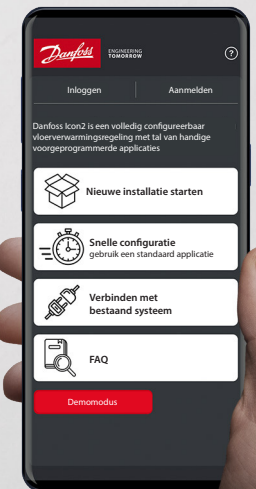 Danfoss
ENGINEERING
TOMORROW
?
Inloggen
Aanmelden
Danfoss Icon2 is een volledig configureerbaar
vloerverwarmingsregeling met tal van handige
voorgeprogrammeerde applicaties
Nieuwe installatie starten
Snelle configuratie
gebruik een standaard applicatie
Verbinden met
bestaand systeem
FAQ
Demomodus